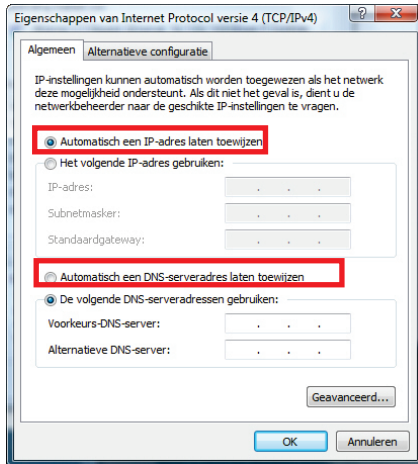 Eigenschappen van Internet Protocol versie 4 (TCP/IPv4)
Algemeen
Alternatieve configuratie
IP-instellingen kunnen automatisch worden toegewezen als het netwerk
deze mogelijkheid ondersteunt. Als dit niet het geval is, dient u de
netwerkbeheerder naar de geschikte IP-instellingen te vragen.
Automatisch een IP-adres laten toewijzen
Het volgende IP-adres gebruiken:
IP-adres:
Subnetmasker:
Standaardgateway:
Automatisch een DNS-serveradres laten toewijzen
De volgende DNS-serveradressen gebruiken:
Voorkeurs-DNS-server:
Alternatieve DNS-server:
Geavanceerd...
OK
Annuleren